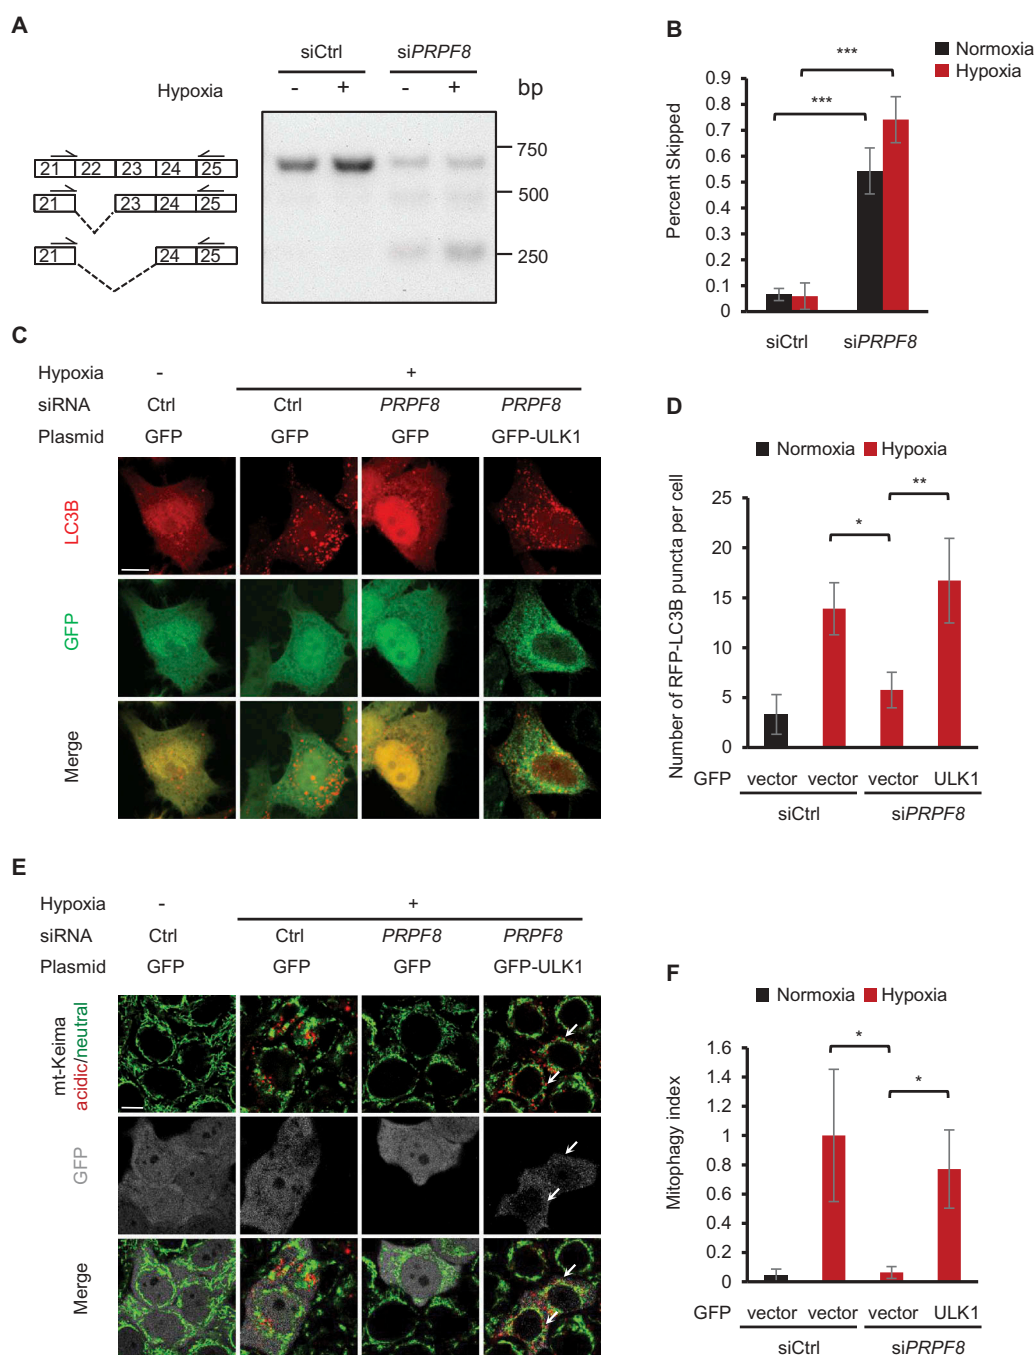 A
siCtrl siPRPF8
Hypoxia - + - + bp
750
500
250
21 22 23 24 25
21 23 24 25
21 24 25
B
Normoxia
Hypoxia
***
***
Percent Skipped
0.9
0.8
0.7
0.6
0.5
0.4
0.3
0.2
0.1
0
siCtrl siPRPF8
C
Hypoxia - +
siRNA Ctrl Ctrl PRPF8 PRPF8
Plasmid GFP GFP GFP GFP-ULK1
LC3B
GFP
Merge
D
Normoxia Hypoxia
**
*
Number of RFP-LC3B puncta per cell
25
20
15
10
5
0
GFP vector vector vector ULK1
siCtrl siPRPF8
E
Hypoxia - +
siRNA Ctrl Ctrl PRPF8 PRPF8
Plasmid GFP GFP GFP GFP-ULK1
mt-Keima
acidic/neutral
GFP
Merge
F
Normoxia Hypoxia
*
*
Mitophagy index
1.6
1.4
1.2
1
0.8
0.6
0.4
0.2
0
GFP vector vector vector ULK1
siCtrl siPRPF8